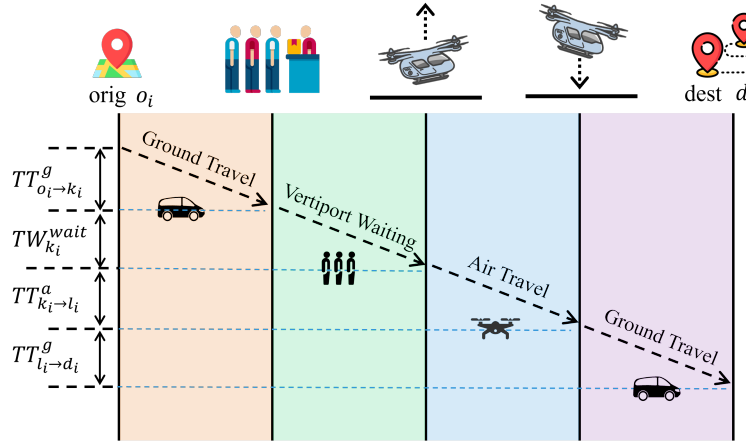 orig o_i
dest d
Ground Travel
Vertiport Waiting
Air Travel
Ground Travel
TT^g_{o_i→k_i}
TW^{wait}_{k_i}
TT^a_{k_i→l_i}
TT^g_{l_i→d_i}